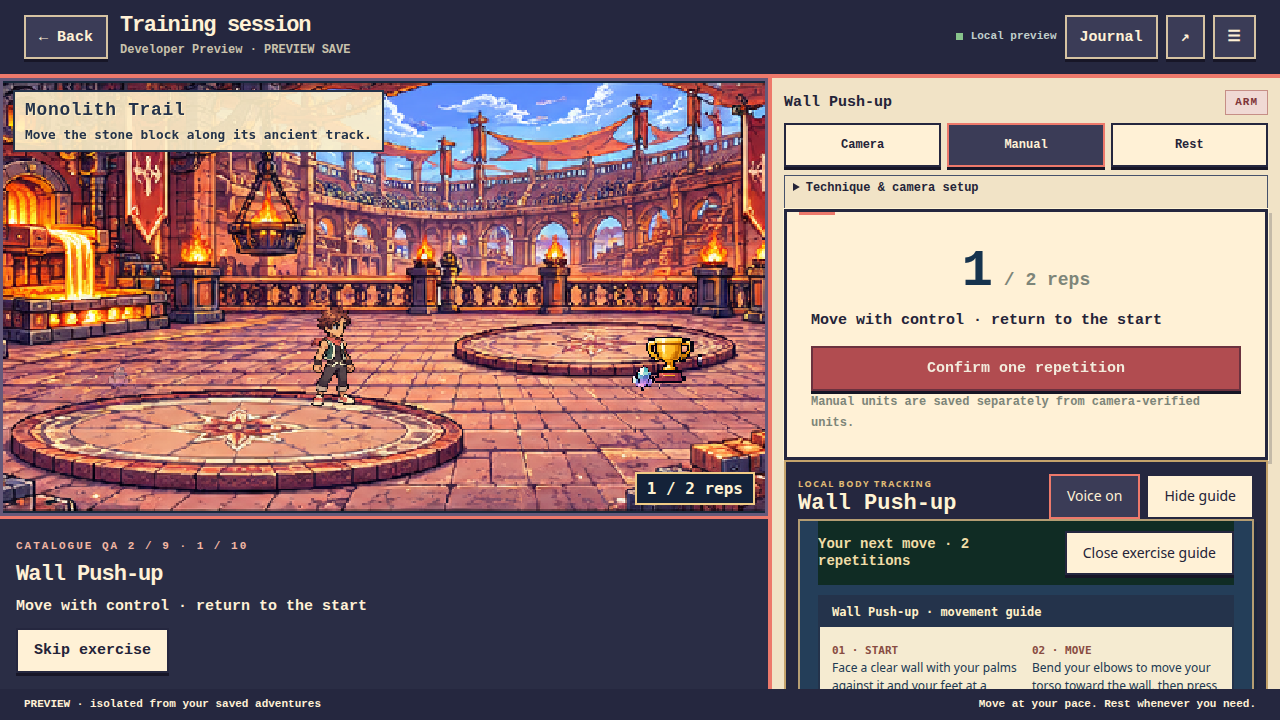 ← Back
Training session
Developer Preview · PREVIEW SAVE
Local preview
Journal
↗
☰
Monolith Trail
Move the stone block along its ancient track.
1 / 2 reps
CATALOGUE QA 2 / 9 · 1 / 10
Wall Push-up
Move with control · return to the start
Skip exercise
Wall Push-up
ARM
Camera
Manual
Rest
Technique & camera setup
1 / 2 reps
Move with control · return to the start
Confirm one repetition
Manual units are saved separately from camera-verified
units.
LOCAL BODY TRACKING
Wall Push-up
Voice on
Hide guide
Your next move · 2
repetitions
Close exercise guide
Wall Push-up · movement guide
01 · START
Face a clear wall with your palms
against it and your feet at a
02 · MOVE
Bend your elbows to move your
torso toward the wall, then press
PREVIEW · isolated from your saved adventures
Move at your pace. Rest whenever you need.